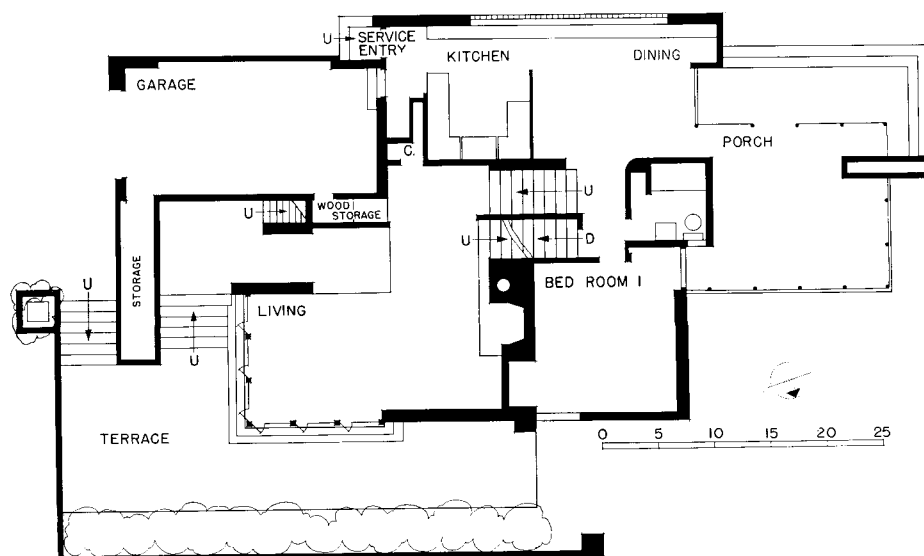 U
SERVICE
ENTRY
KITCHEN
DINING
GARAGE
PORCH
C.
WOOD
STORAGE
U
U
U
D
BED ROOM 1
STORAGE
U
U
LIVING
TERRACE
0 5 10 15 20 25